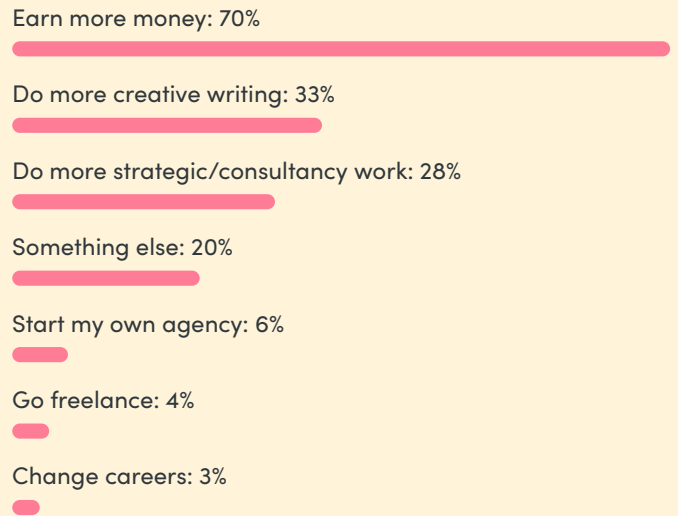 Earn more money: 70%
Do more creative writing: 33%
Do more strategic/consultancy work: 28%
Something else: 20%
Start my own agency: 6%
Go freelance: 4%
Change careers: 3%